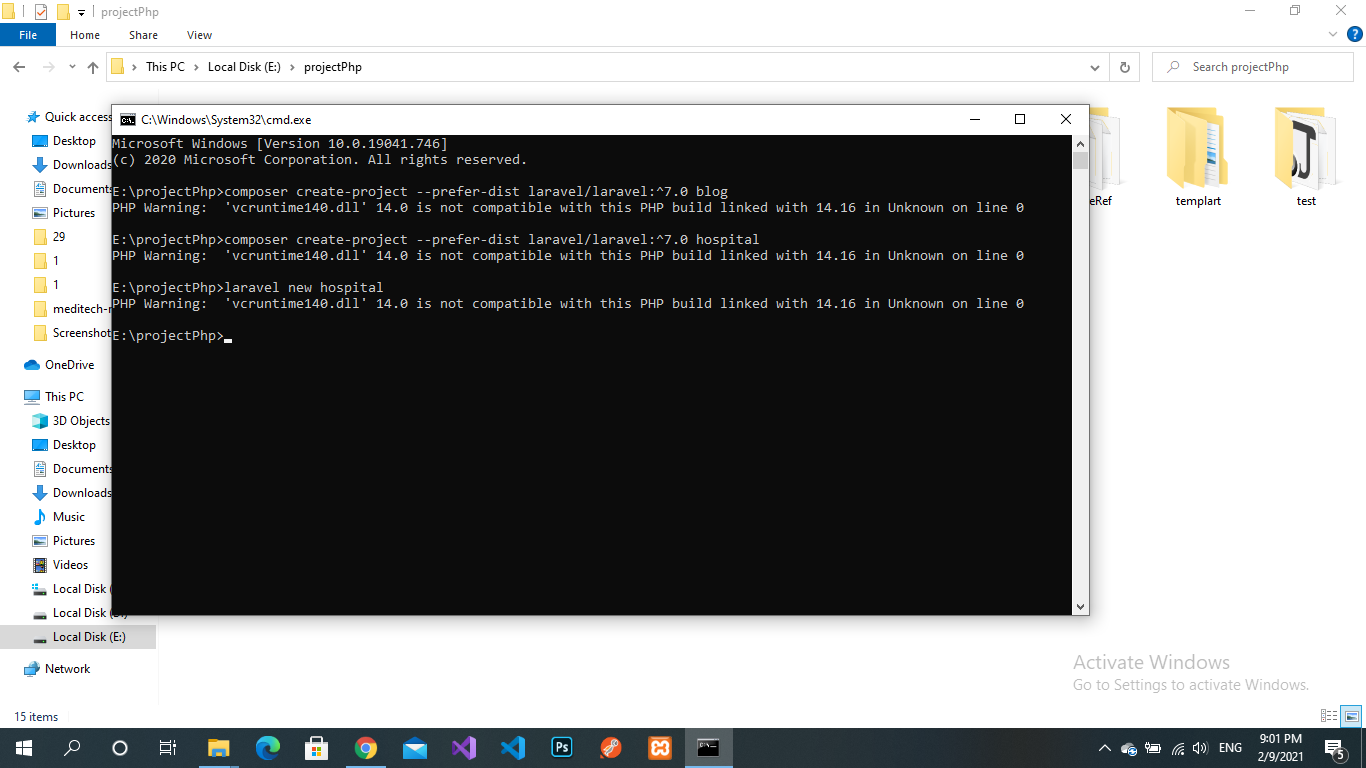 projectPhp
File
Home
Share
View
This PC
Local Disk (E:)
projectPhp
Search projectPhp
Quick access
Desktop
Downloads
Documents
Pictures
29
1
1
meditech-r
Screenshot
OneDrive
This PC
3D Objects
Desktop
Documents
Downloads
Music
Pictures
Videos
Local Disk (
Local Disk (D:)
Local Disk (E:)
Network
eRef
templart
test
C:\Windows\System32\cmd.exe
Microsoft Windows [Version 10.0.19041.746]
(c) 2020 Microsoft Corporation. All rights reserved.
E:\projectPhp>composer create-project --prefer-dist laravel/laravel:^7.0 blog
PHP Warning:  'vcruntime140.dll' 14.0 is not compatible with this PHP build linked with 14.16 in Unknown on line 0
E:\projectPhp>composer create-project --prefer-dist laravel/laravel:^7.0 hospital
PHP Warning:  'vcruntime140.dll' 14.0 is not compatible with this PHP build linked with 14.16 in Unknown on line 0
E:\projectPhp>laravel new hospital
PHP Warning:  'vcruntime140.dll' 14.0 is not compatible with this PHP build linked with 14.16 in Unknown on line 0
E:\projectPhp>
Activate Windows
Go to Settings to activate Windows.
15 items
Ps
ENG
9:01 PM
2/9/2021
5